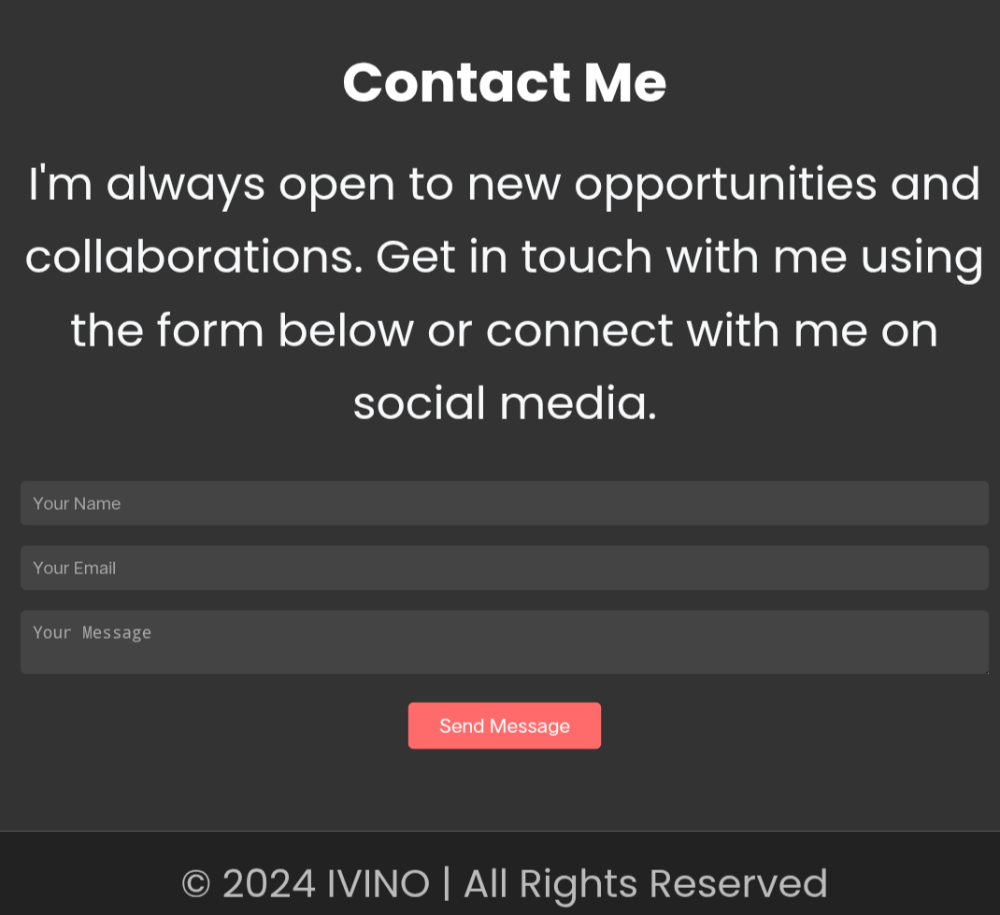 Contact Me
I'm always open to new opportunities and
collaborations. Get in touch with me using
the form below or connect with me on
social media.
Your Name
Your Email
Your Message
Send Message
© 2024 IVINO | All Rights Reserved